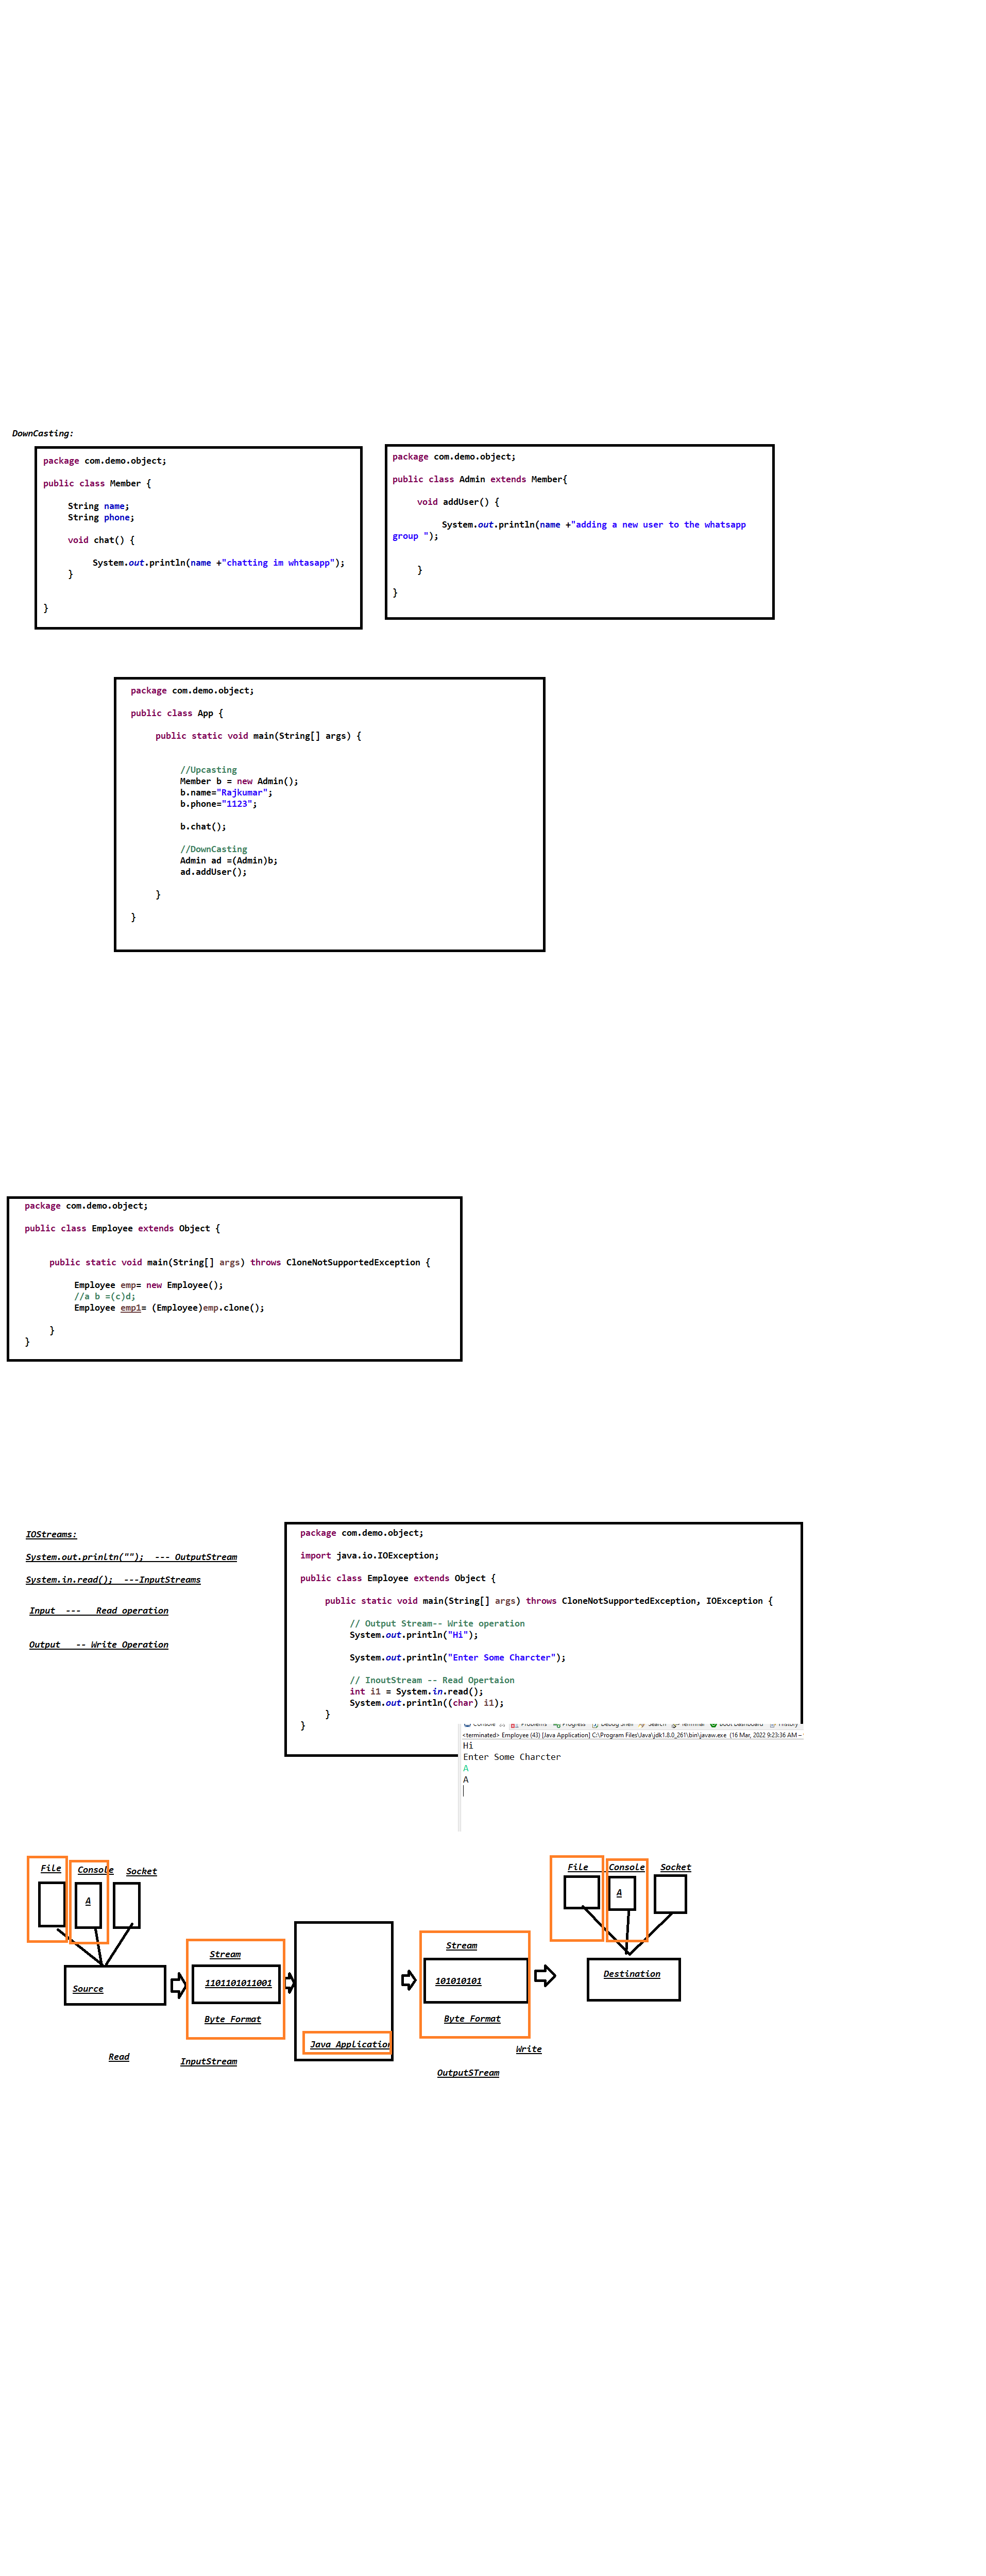 DownCasting:
package com.demo.object;
public class Member {
String name;
String phone;
void chat() {
System.out.println(name +"chatting im whtasapp");
}
}
package com.demo.object;
public class Admin extends Member{
void addUser() {
System.out.println(name +"adding a new user to the whatsapp
group ");
}
}
package com.demo.object;
public class App {
public static void main(String[] args) {
//Upcasting
Member b = new Admin();
b.name="Rajkumar";
b.phone="1123";
b.chat();
//DownCasting
Admin ad =(Admin)b;
ad.addUser();
}
}
package com.demo.object;
public class Employee extends Object {
public static void main(String[] args) throws CloneNotSupportedException {
Employee emp= new Employee();
//a b =(c)d;
Employee emp1= (Employee)emp.clone();
}
}
IOStreams:
System.out.prinltn("");  --- OutputStream
System.in.read();  ---InputStreams
Input  ---   Read operation
Output   -- Write Operation
package com.demo.object;
import java.io.IOException;
public class Employee extends Object {
public static void main(String[] args) throws CloneNotSupportedException, IOException {
// Output Stream-- Write operation
System.out.println("Hi");
System.out.println("Enter Some Charcter");
// InoutStream -- Read Opertaion
int i1 = System.in.read();
System.out.println((char) i1);
}
}
Console Problems Progress Debug Shell Search Terminal Boot Dashboard History
<terminated> Employee (43) [Java Application] C:\Program Files\Java\jdk1.8.0_261\bin\javaw.exe  (16 Mar, 2022 9:23:36 AM –
Hi
Enter Some Charcter
A
A
File Console Socket
A
Source
Stream
1101101011001
Byte Format
Read
InputStream
Java Application
Stream
101010101
Byte Format
Write
OutputSTream
File Console Socket
A
Destination